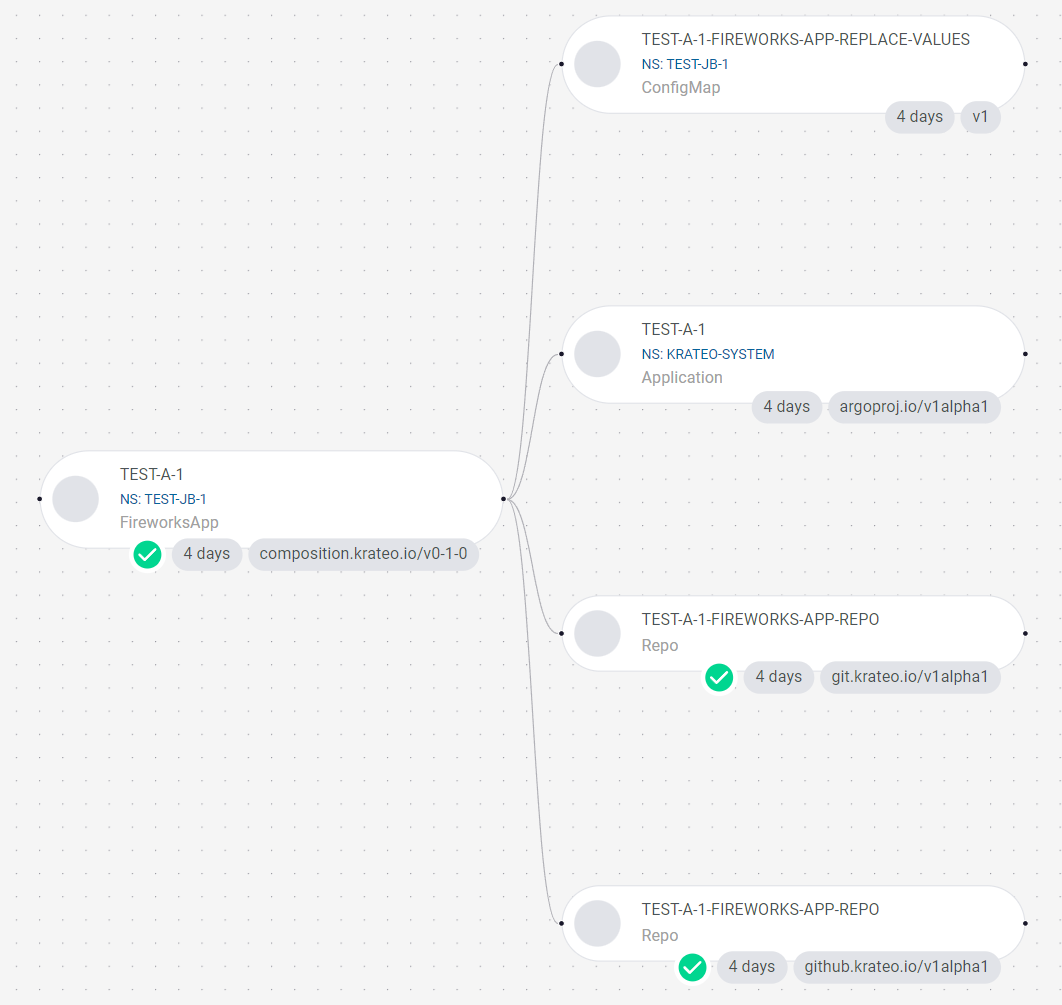 TEST-A-1-FIREWORKS-APP-REPLACE-VALUES
NS: TEST-JB-1
ConfigMap
4 days v1
TEST-A-1
NS: KRATEO-SYSTEM
Application
4 days argoproj.io/v1alpha1
TEST-A-1
NS: TEST-JB-1
FireworksApp
4 days composition.krateo.io/v0-1-0
TEST-A-1-FIREWORKS-APP-REPO
Repo
4 days git.krateo.io/v1alpha1
TEST-A-1-FIREWORKS-APP-REPO
Repo
4 days github.krateo.io/v1alpha1